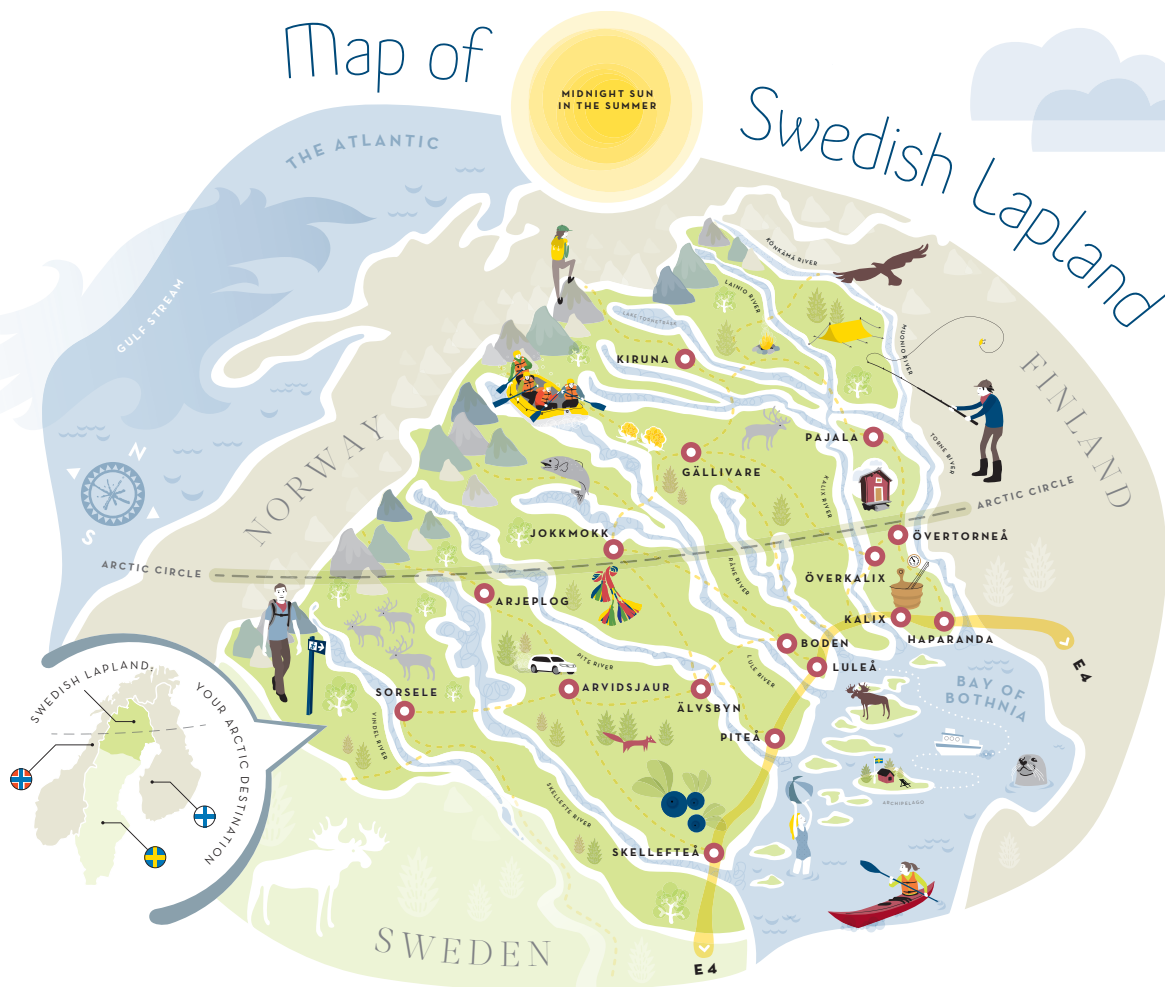 Map of
Swedish Lapland
MIDNIGHT SUN
IN THE SUMMER
THE ATLANTIC
GULF STREAM
NORWAY
FINLAND
KÖNKÄMÄ RIVER
LAINIO RIVER
LAKE TORNETRÄSK
MUONIO RIVER
KIRUNA
PAJALA
TORNE RIVER
GÄLLIVARE
KALIX RIVER
N
S
ARCTIC CIRCLE
ARCTIC CIRCLE
JOKKMOKK
ÖVERTORNEÅ
ÖVERKALIX
RÅNE RIVER
ARJEPLOG
KALIX
HAPARANDA
BODEN
LULEÅ
E4
PITE RIVER
LULE RIVER
SORSELE
ARVIDSJAUR
ÄLVSBYN
BAY OF
BOTHNIA
VINDEL RIVER
PITEÅ
SKELLEFTE RIVER
ARCHIPELAGO
SKELLEFTEÅ
SWEDEN
E4
SWEDISH LAPLAND:
YOUR ARCTIC DESTINATION